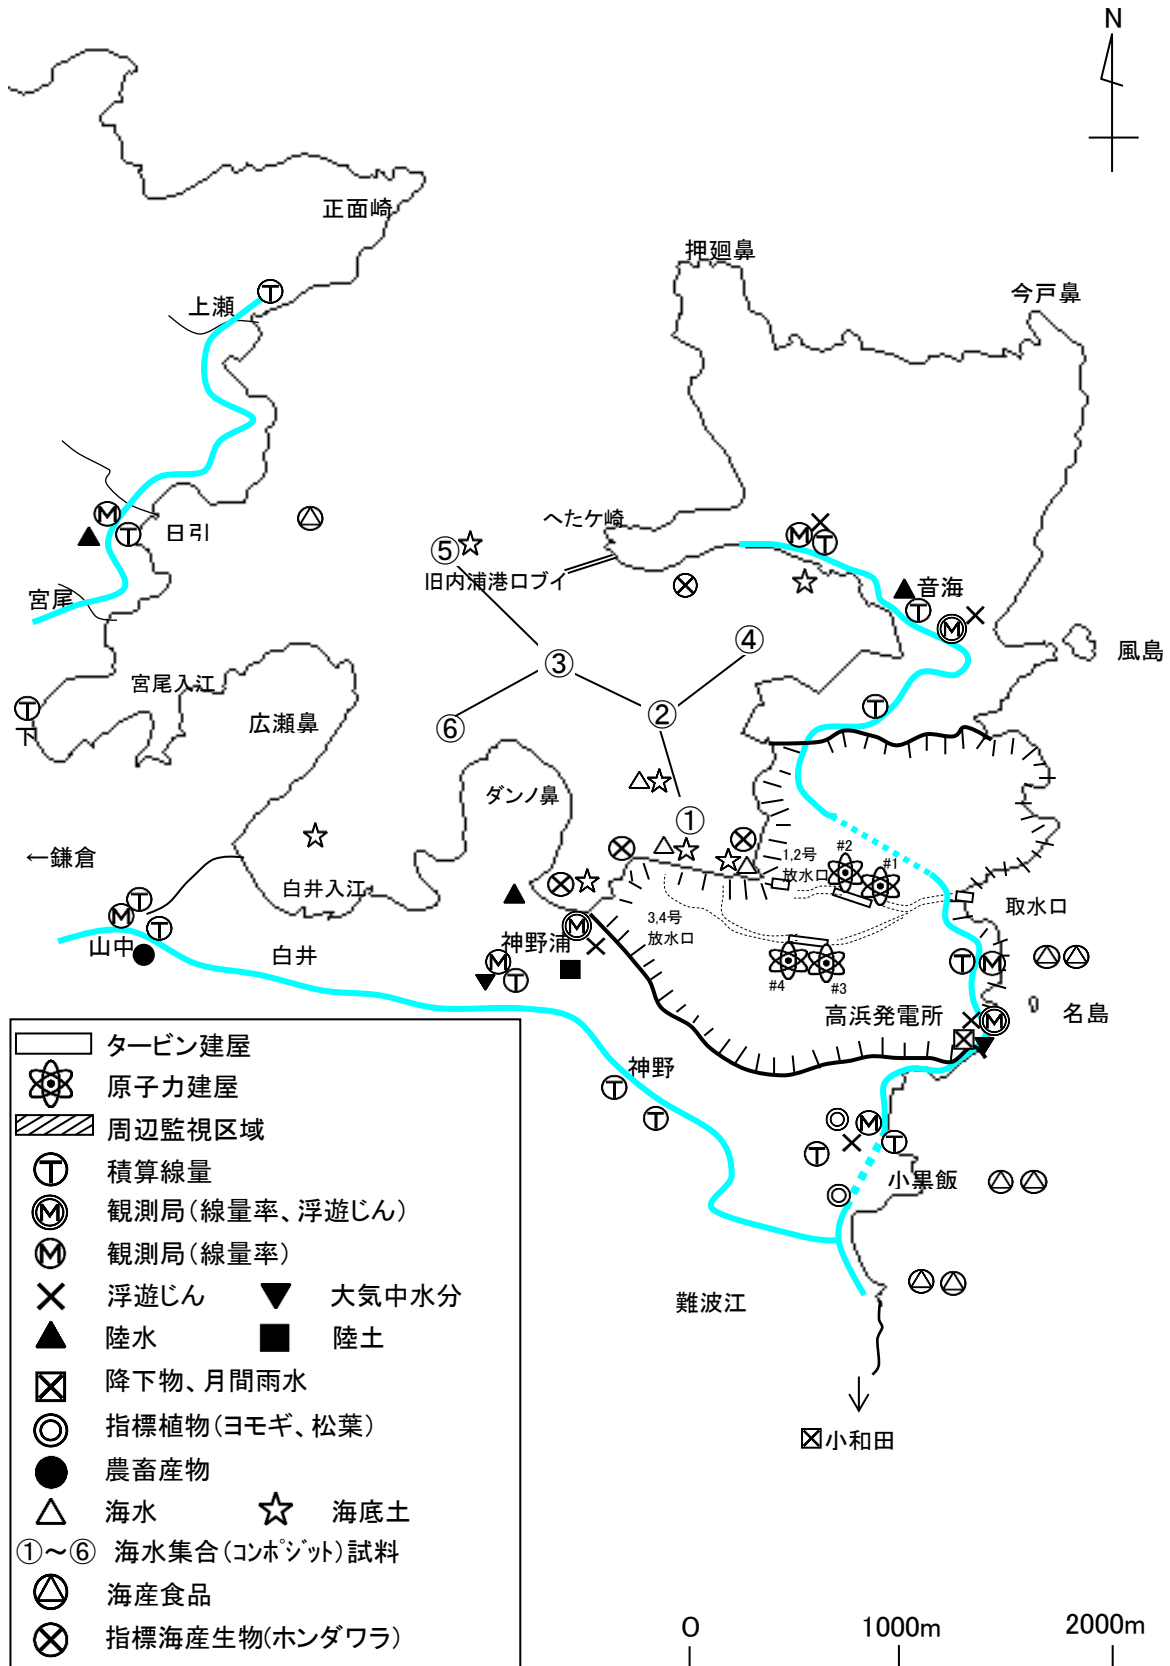 N
正面崎
押廻鼻
今戸鼻
上瀬
T
へたケ崎
M
T
日引
M
T
⑤
旧内浦港口ブイ
音海
T
M
宮尾
④
風島
③
宮尾入江
T
下
広瀬鼻
⑥
②
T
ダンノ鼻
①
#2
1,2号
放水口
#1
←鎌倉
白井入江
取水口
T
M
T
山中
白井
神野浦
M
3,4号
放水口
M
T
#4
#3
T
M
高浜発電所
名島
M
神野
T
T
M
T
T
小黒飯
難波江
小和田
タービン建屋
原子力建屋
周辺監視区域
T 積算線量
M 観測局(線量率、浮遊じん)
M 観測局(線量率)
浮遊じん 大気中水分
陸水 陸土
降下物、月間雨水
指標植物(ヨモギ、松葉)
農畜産物
海水 海底土
①～⑥ 海水集合(ｺﾝﾎﾟｼﾞｯﾄ)試料
海産食品
指標海産生物(ホンダワラ)
O 1000m 2000m